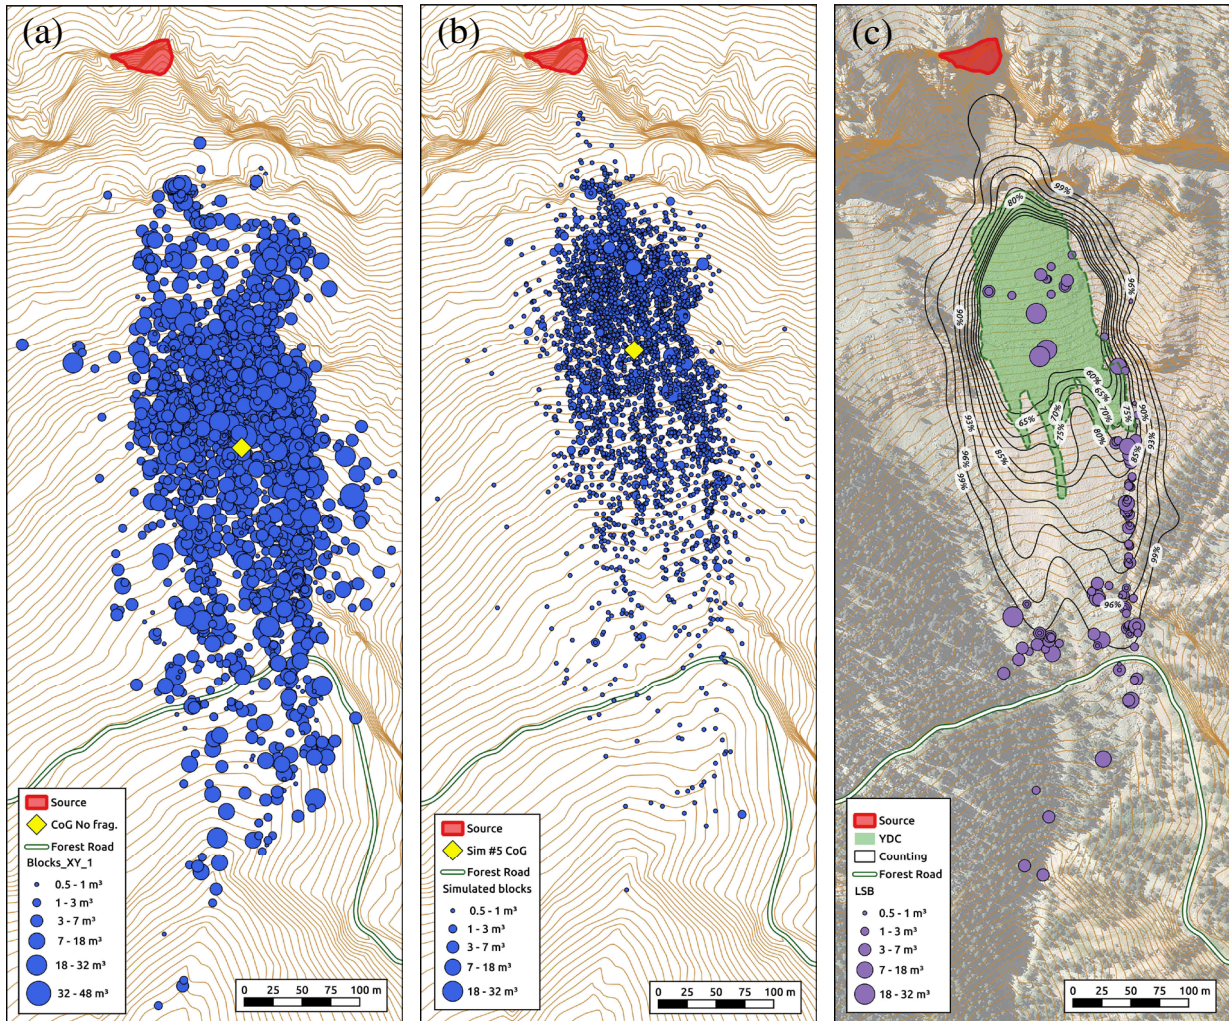 (a)
Source
CoG No frag.
Forest Road
Blocks_XY_1
0.5 - 1 m³
1 - 3 m³
3 - 7 m³
7 - 18 m³
18 - 32 m³
32 - 48 m³
0 25 50 75 100 m
(b)
Source
Sim #5 CoG
Forest Road
Simulated blocks
0.5 - 1 m³
1 - 3 m³
3 - 7 m³
7 - 18 m³
18 - 32 m³
0 25 50 75 100 m
(c)
99%
80%
96%
90%
60%
65%
70%
75%
90%
93%
65%
70%
75%
80%
85%
93%
96%
99%
85%
99%
96%
Source
YDC
Counting
Forest Road
LSB
0.5 - 1 m³
1 - 3 m³
3 - 7 m³
7 - 18 m³
18 - 32 m³
0 25 50 75 100 m